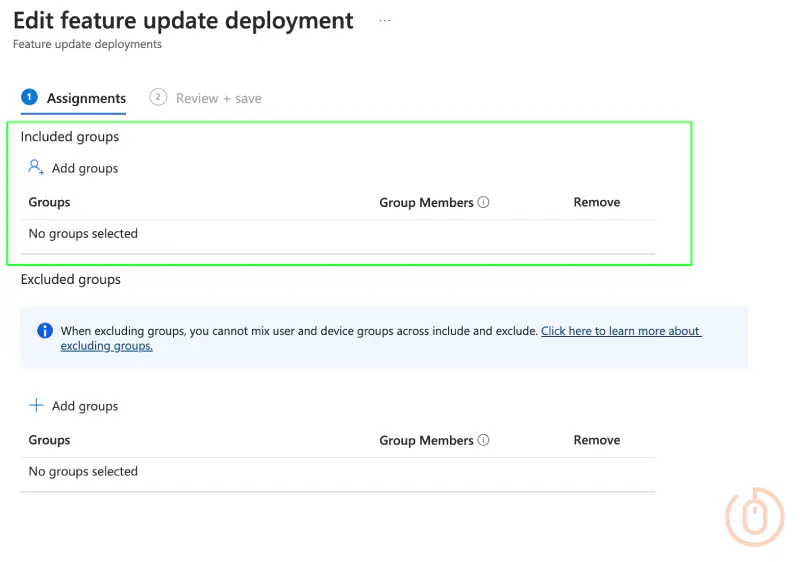 Edit feature update deployment ...
Feature update deployments
1 Assignments 2 Review + save
Included groups
Add groups
Groups Group Members Remove
No groups selected
Excluded groups
When excluding groups, you cannot mix user and device groups across include and exclude. Click here to learn more about
excluding groups.
Add groups
Groups Group Members Remove
No groups selected